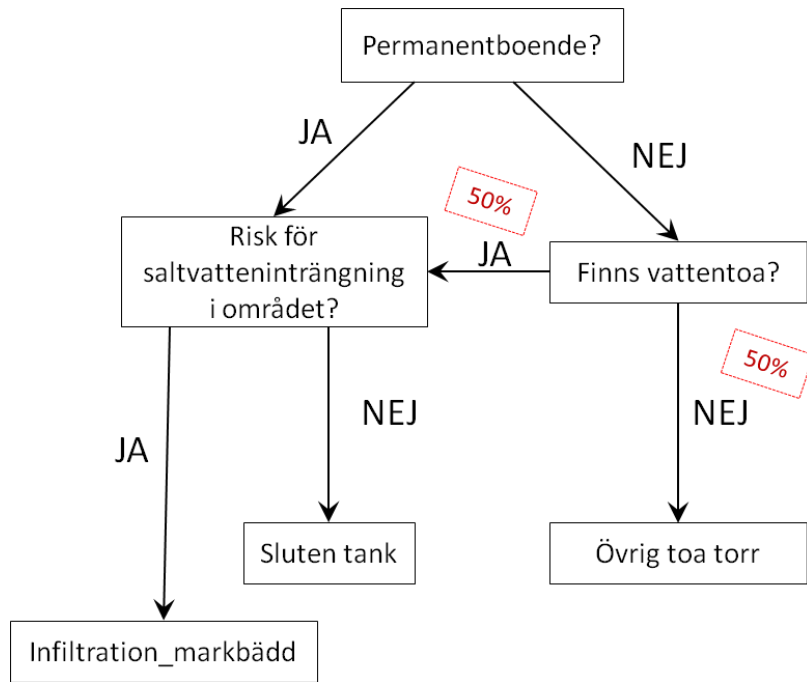 Permanentboende?
JA
NEJ
50%
Risk för
saltvatteninträngning
i området?
JA
Finns vattentoa?
50%
JA
NEJ
NEJ
Sluten tank
Övrig toa torr
Infiltration_markbädd